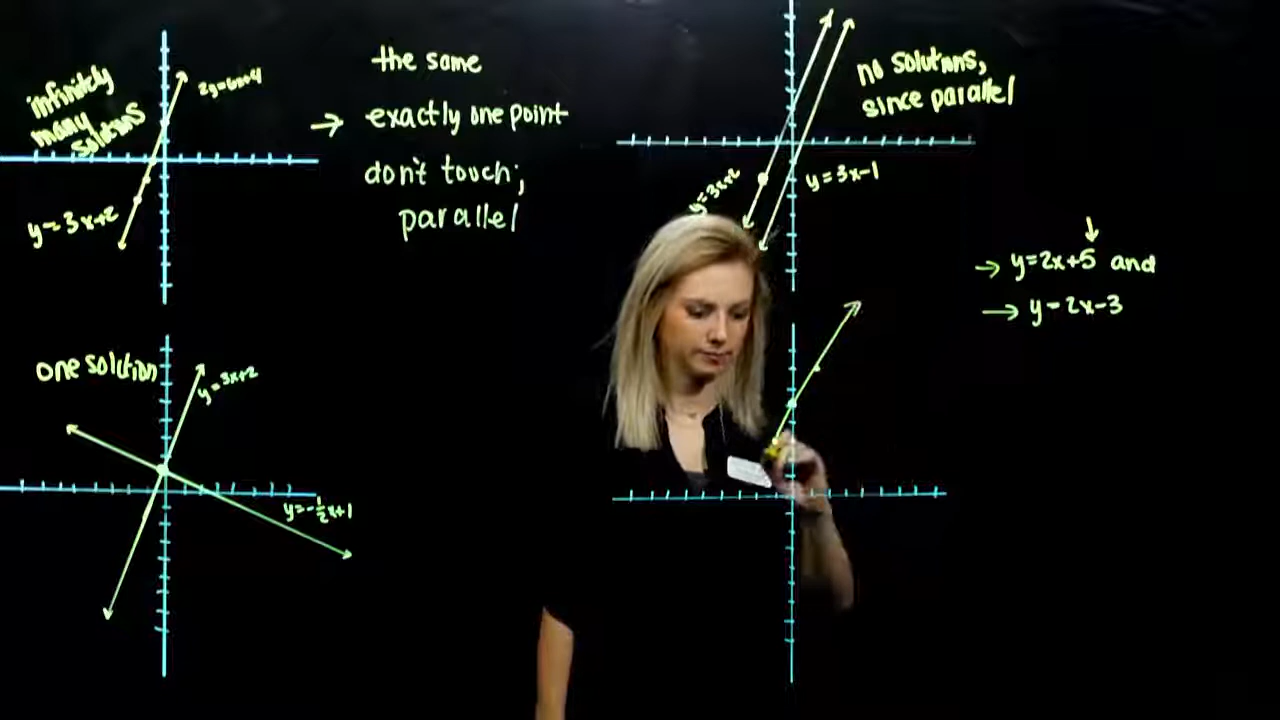 infinitely
many
solutions
2y=6x+4
y=3x+2
the same
→ exactly one point
don't touch;
parallel
no solutions,
since parallel
y=3x+2
y=3x-1
one solution
y=3x+2
y=-1/2x+1
→ y=2x+5 and
→ y=2x-3